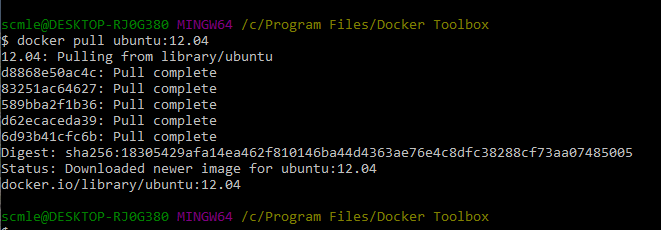 scmle@DESKTOP-RJ0G380 MINGW64 /c/Program Files/Docker Toolbox
$ docker pull ubuntu:12.04
12.04: Pulling from library/ubuntu
d8868e50ac4c: Pull complete
83251ac64627: Pull complete
589bba2f1b36: Pull complete
d62ecaceda39: Pull complete
6d93b41cfc6b: Pull complete
Digest: sha256:18305429afa14ea462f810146ba44d4363ae76e4c8dfc38288cf73aa07485005
Status: Downloaded newer image for ubuntu:12.04
docker.io/library/ubuntu:12.04
scmle@DESKTOP-RJ0G380 MINGW64 /c/Program Files/Docker Toolbox